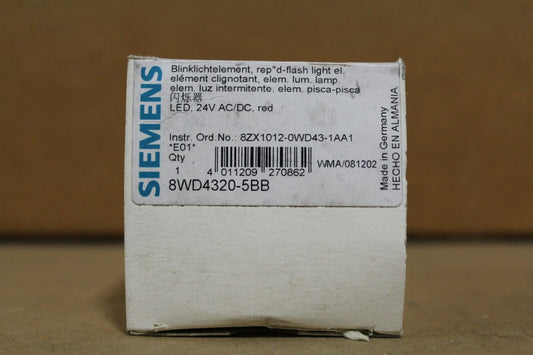 SIEMENS
Blinklichtelement, rep°d-flash light el.
elément clignotant, elem. lum. lamp.
elem. luz intermitente. elem. pisca-pisca
闪烁器
LED, 24V AC/DC, red
Instr. Ord.No.: 8ZX1012-0WD43-1AA1
*E01*
Qty
1
4 011209 270862
WMA/081202
8WD4320-5BB
Made in Germany
HECHO EN ALMANIA